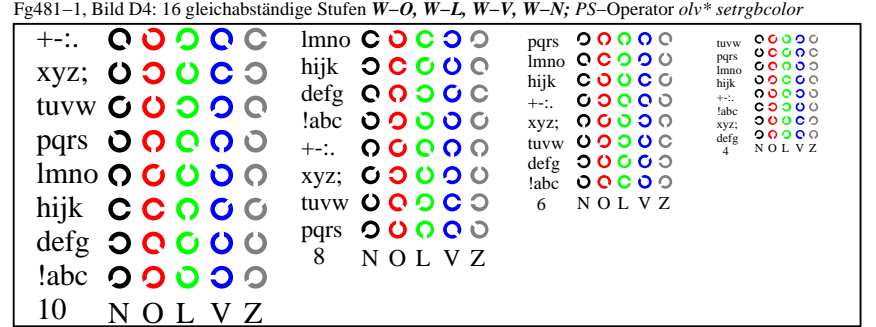 Fg481–1, Bild D4: 16 gleichabständige Stufen W–O, W–L, W–V, W–N; PS–Operator olv* setrgbcolor
+-:.
xyz;
tuvw
pqrs
lmno
hijk
defg
!abc
10 N O L V Z
lmno
hijk
defg
!abc
+-:.
xyz;
tuvw
pqrs
8 N O L V Z
pqrs
lmno
hijk
+-:.
xyz;
tuvw
defg
!abc
6 N O L V Z
tuvw
pqrs
lmno
hijk
+-:.
!abc
xyz;
defg
4 N O L V Z